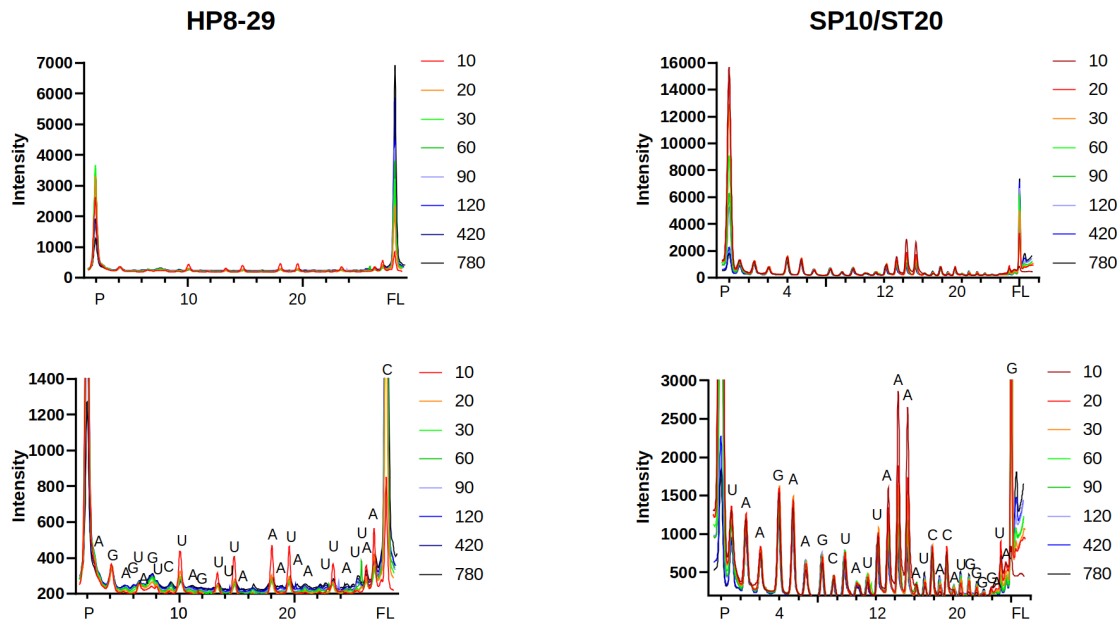 HP8-29
SP10/ST20
Intensity
7000
6000
5000
4000
3000
2000
1000
0
P
10
20
FL
10
20
30
60
90
120
420
780
Intensity
16000
14000
12000
10000
8000
6000
4000
2000
0
P
4
12
20
FL
10
20
30
60
90
120
420
780
Intensity
1400
1200
1000
800
600
400
200
A
G
A
G
U
A
G
U
C
U
A
G
U
U
U
A
A
A
U
A
A
U
U
A
U
U
A
A
C
P
10
20
FL
10
20
30
60
90
120
420
780
Intensity
3000
2500
2000
1500
1000
500
U
A
A
G
A
A
G
C
U
A
U
U
A
A
A
A
U
C
A
C
A
U
G
G
G
G
A
U
A
G
P
4
12
20
FL
10
20
30
60
90
120
420
780